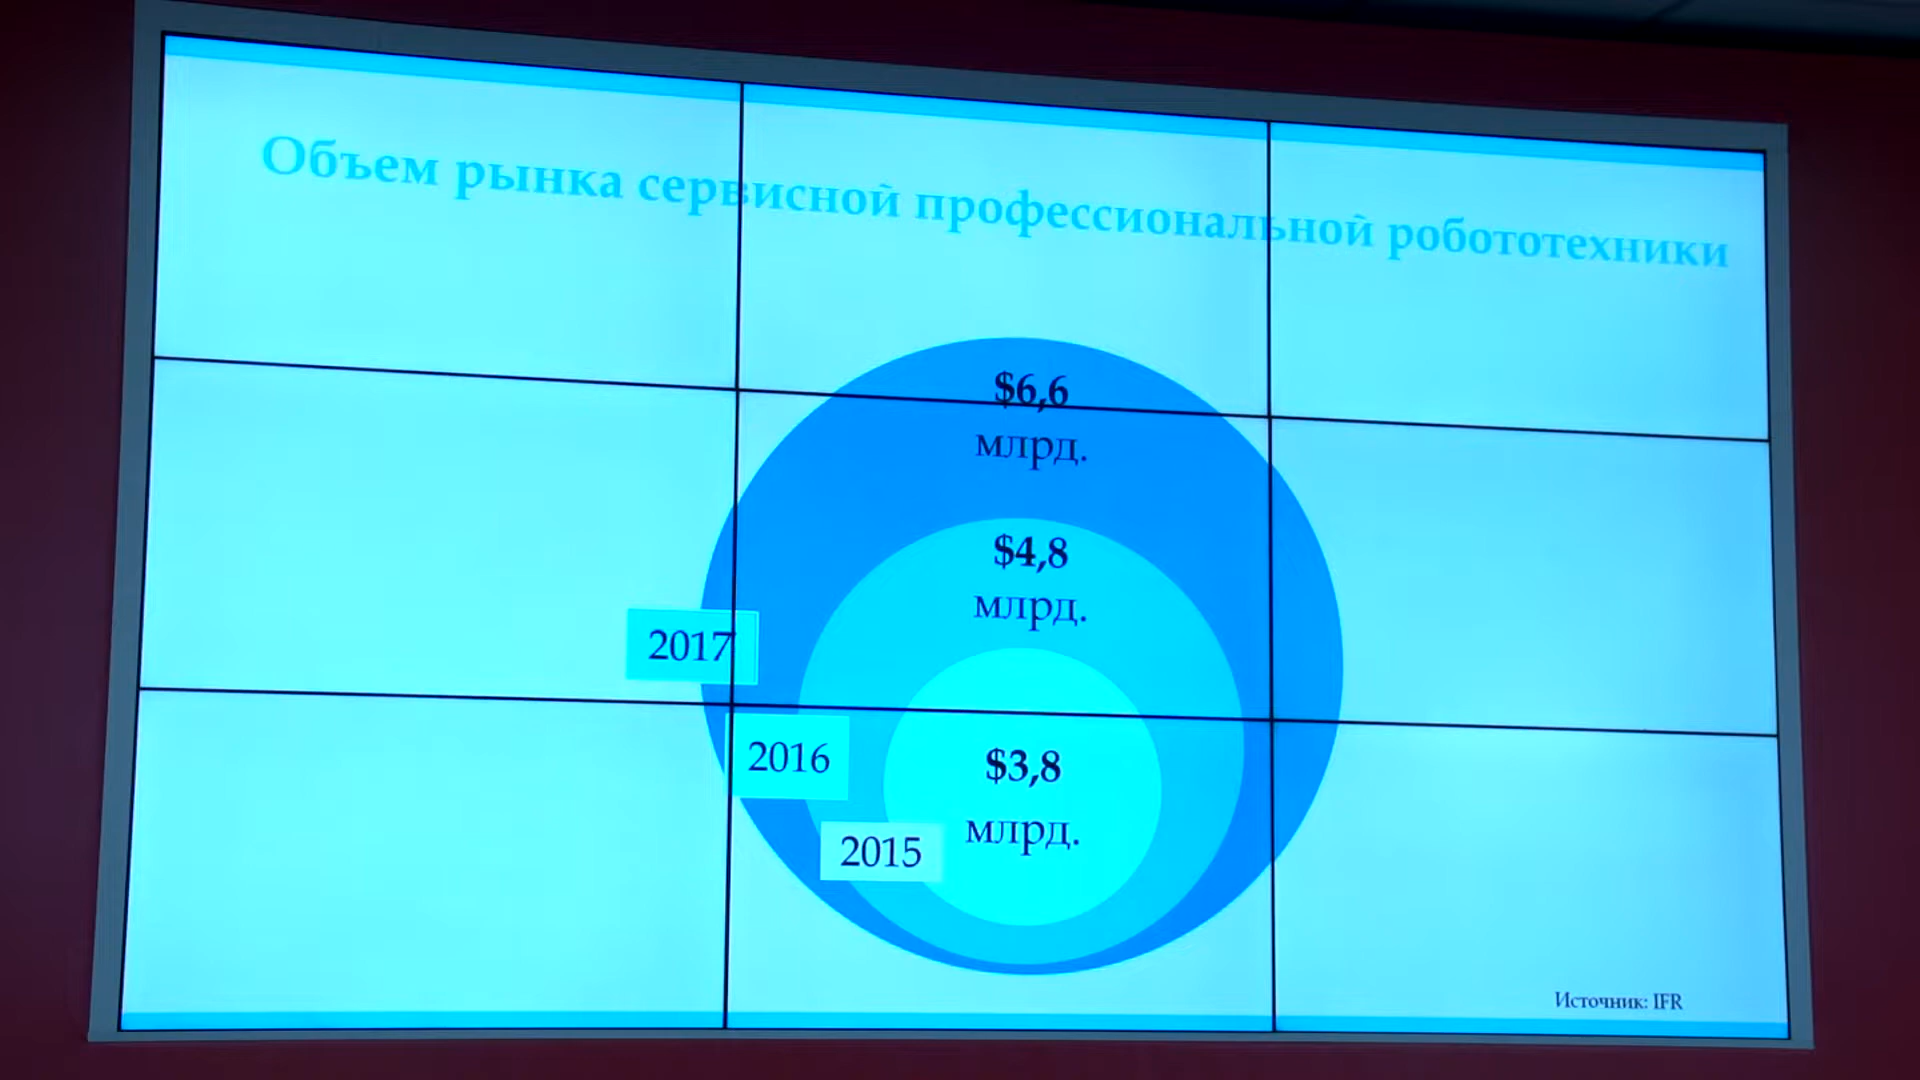 Объем рынка сервисной профессиональной робототехники
$6,6
млрд.
$4,8
млрд.
2017
2016
$3,8
млрд.
2015
Источник: IFR